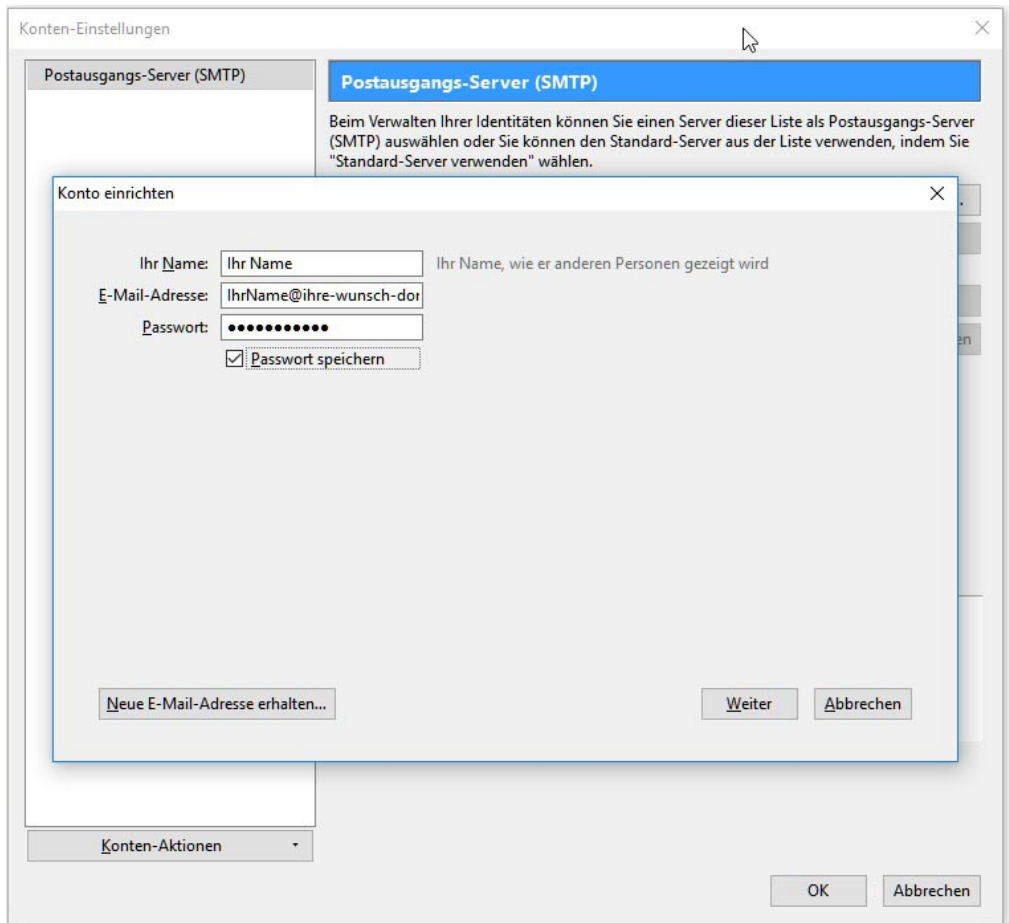 Konten-Einstellungen
Postausgangs-Server (SMTP)
Postausgangs-Server (SMTP)
Beim Verwalten Ihrer Identitäten können Sie einen Server dieser Liste als Postausgangs-Server
(SMTP) auswählen oder Sie können den Standard-Server aus der Liste verwenden, indem Sie
"Standard-Server verwenden" wählen.
Konto einrichten
Ihr Name: Ihr Name Ihr Name, wie er anderen Personen gezeigt wird
E-Mail-Adresse: IhrName@ihre-wunsch-dor
Passwort: ●●●●●●●●●●●
Passwort speichern
Neue E-Mail-Adresse erhalten... Weiter Abbrechen
Konten-Aktionen
OK Abbrechen